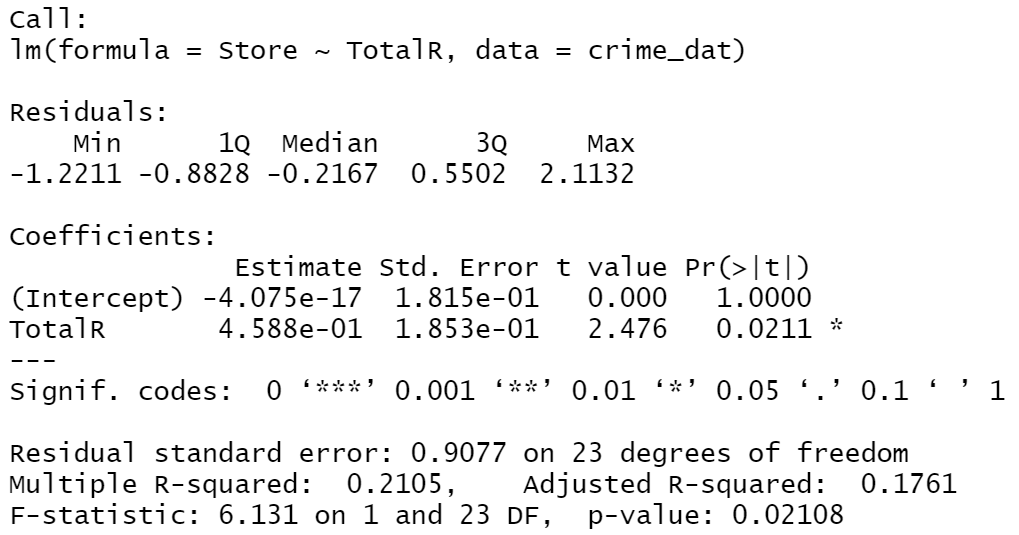 Call:
lm(formula = Store ~ TotalR, data = crime_dat)
Residuals:
Min 1Q Median 3Q Max
-1.2211 -0.8828 -0.2167 0.5502 2.1132
Coefficients:
Estimate Std. Error t value Pr(>|t|)
(Intercept) -4.075e-17 1.815e-01 0.000 1.0000
TotalR 4.588e-01 1.853e-01 2.476 0.0211 *
---
Signif. codes: 0 ‘***’ 0.001 ‘**’ 0.01 ‘*’ 0.05 ‘.’ 0.1 ‘ ’ 1
Residual standard error: 0.9077 on 23 degrees of freedom
Multiple R-squared: 0.2105, Adjusted R-squared: 0.1761
F-statistic: 6.131 on 1 and 23 DF, p-value: 0.02108